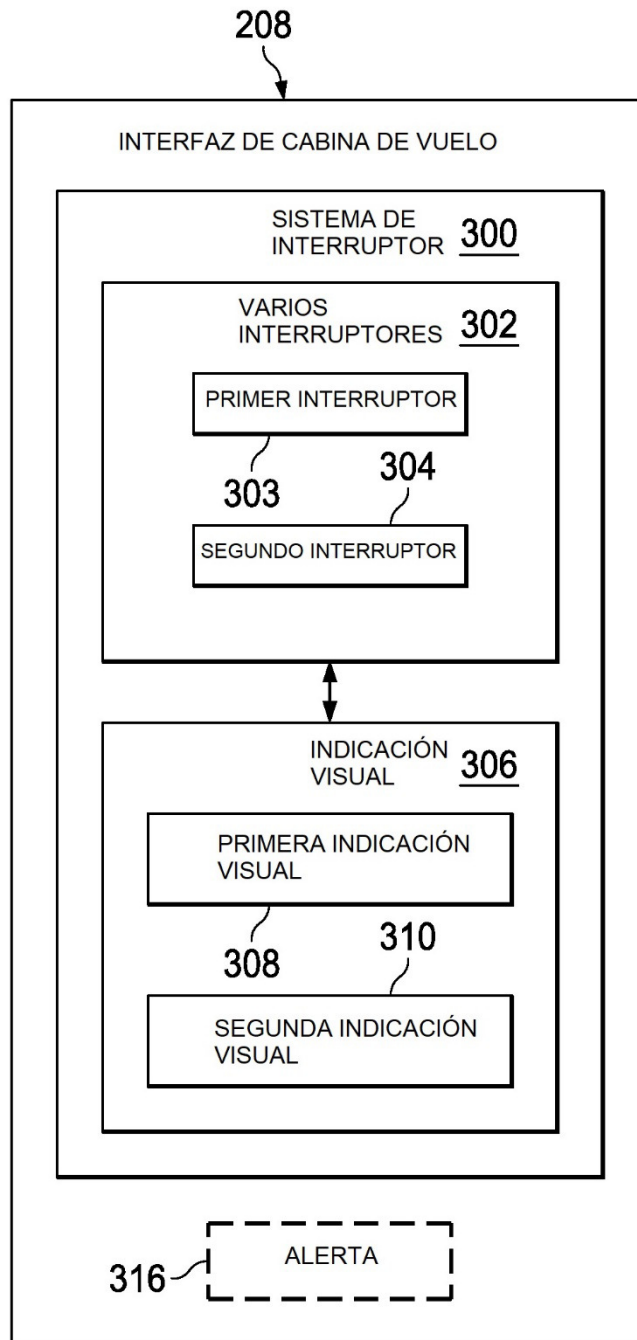 208
INTERFAZ DE CABINA DE VUELO
SISTEMA DE
INTERRUPTOR 300
VARIOS
INTERRUPTORES 302
PRIMER INTERRUPTOR
303
304
SEGUNDO INTERRUPTOR
INDICACIÓN
VISUAL 306
PRIMERA INDICACIÓN
VISUAL
308
310
SEGUNDA INDICACIÓN
VISUAL
ALERTA
316